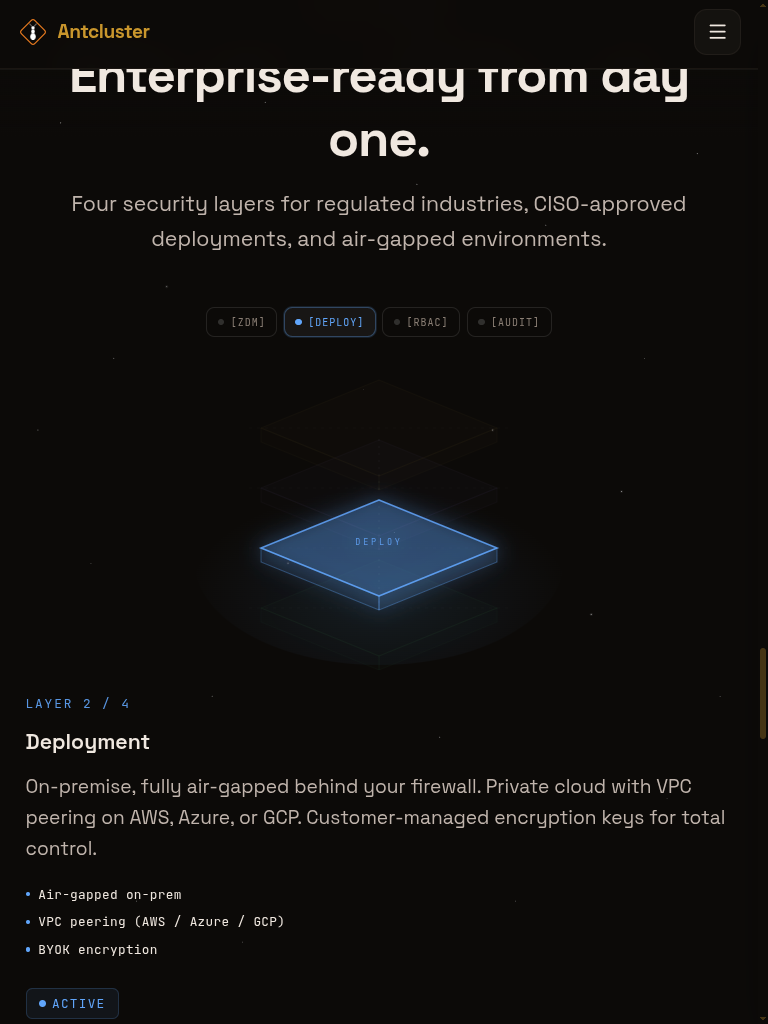 Antcluster
Enterprise-ready from day
one.
Four security layers for regulated industries, CISO-approved
deployments, and air-gapped environments.
[ZDM] [DEPLOY] [RBAC] [AUDIT]
DEPLOY
LAYER 2 / 4
Deployment
On-premise, fully air-gapped behind your firewall. Private cloud with VPC
peering on AWS, Azure, or GCP. Customer-managed encryption keys for total
control.
Air-gapped on-prem
VPC peering (AWS / Azure / GCP)
BYOK encryption
ACTIVE